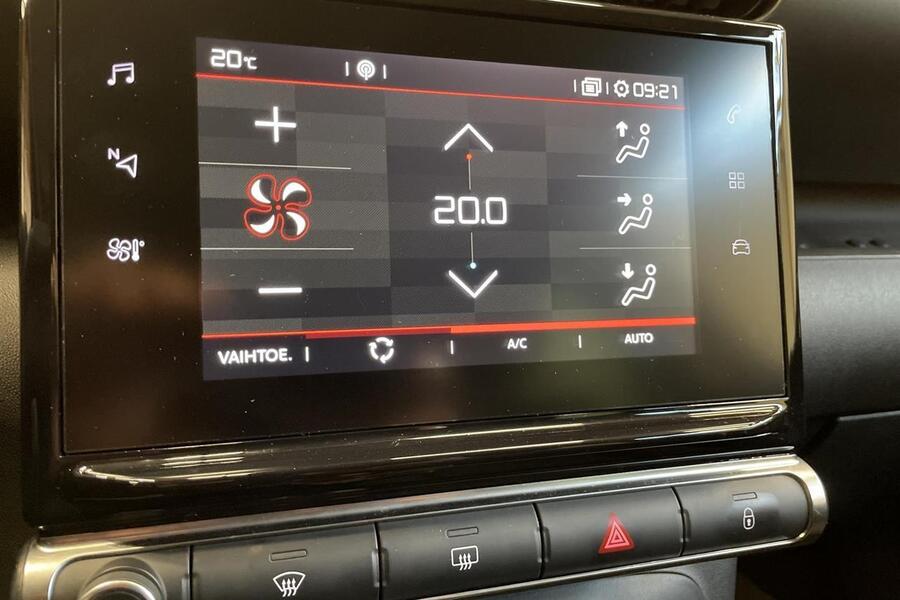 20°C
09:21
N
20.0
VAIHTOE.
A/C
AUTO